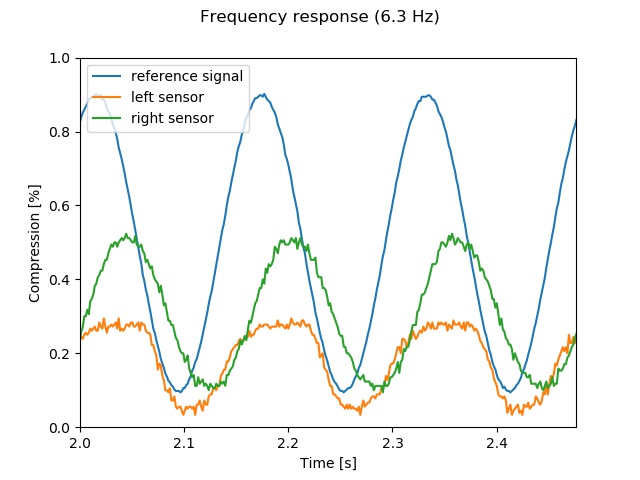 Frequency response (6.3 Hz)
1.0
0.8
0.6
0.4
0.2
0.0
Compression [%]
reference signal
left sensor
right sensor
2.0 2.1 2.2 2.3 2.4
Time [s]